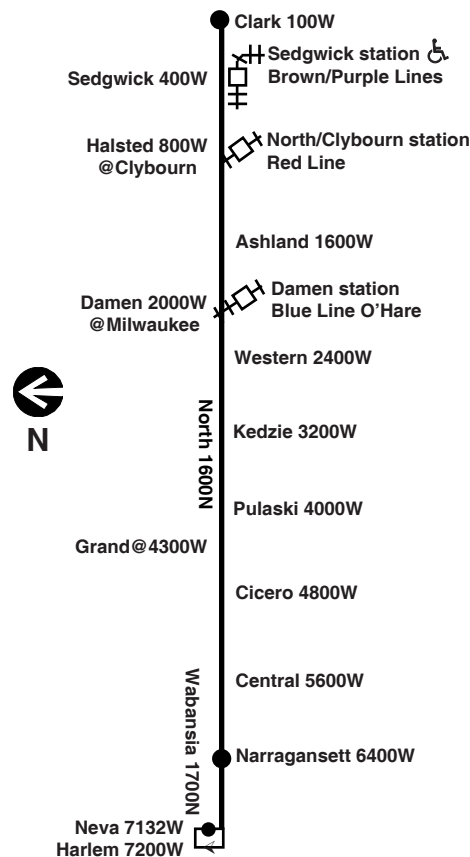 Clark 100W
Sedgwick station
Brown/Purple Lines
Sedgwick 400W
Halsted 800W
@Clybourn
North/Clybourn station
Red Line
Ashland 1600W
Damen station
Blue Line O'Hare
Damen 2000W
@Milwaukee
Western 2400W
N
North 1600N
Kedzie 3200W
Pulaski 4000W
Grand@4300W
Cicero 4800W
Central 5600W
Wabansia 1700N
Narragansett 6400W
Neva 7132W
Harlem 7200W